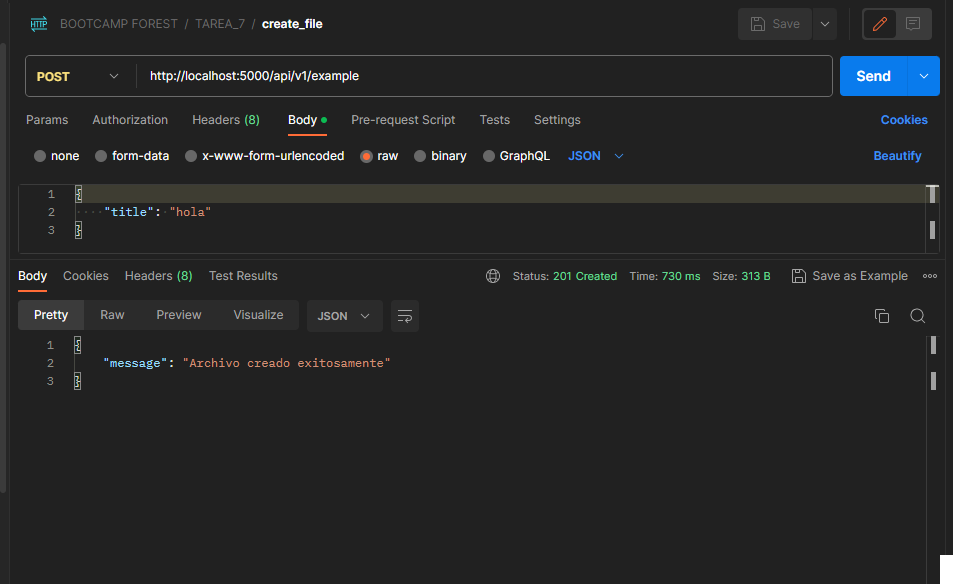 HTTP BOOTCAMP FOREST / TAREA_7 / create_file Save
POST http://localhost:5000/api/v1/example Send
Params Authorization Headers (8) Body Pre-request Script Tests Settings Cookies
none form-data x-www-form-urlencoded raw binary GraphQL JSON Beautify
1 {
2 ····"title":·"hola"
3 }
Body Cookies Headers (8) Test Results Status: 201 Created Time: 730 ms Size: 313 B Save as Example
Pretty Raw Preview Visualize JSON
1 {
2 "message": "Archivo creado exitosamente"
3 }